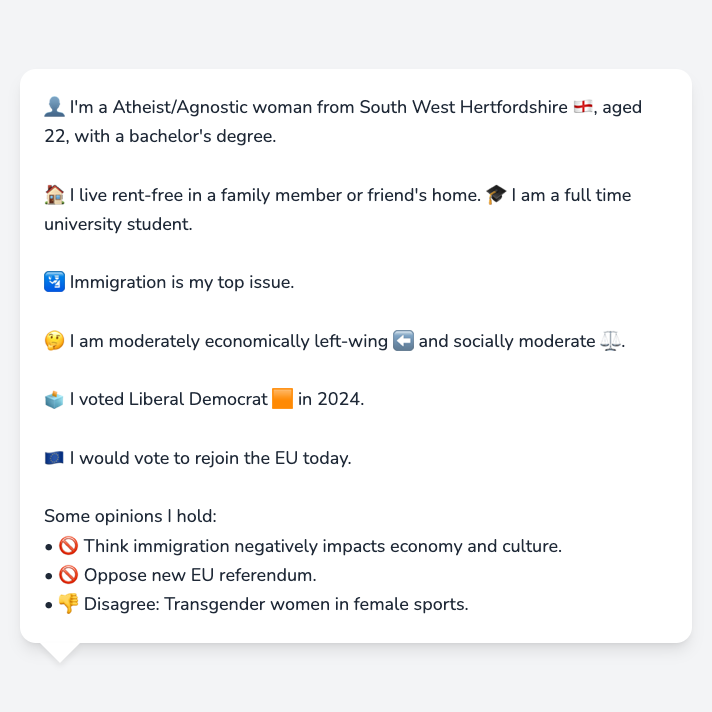 👤 I'm a Atheist/Agnostic woman from South West Hertfordshire 🏴󠁧󠁢󠁥󠁮󠁧󠁿, aged
22, with a bachelor's degree.
🏠 I live rent-free in a family member or friend's home. 🎓 I am a full time
university student.
🛂 Immigration is my top issue.
🤔 I am moderately economically left-wing ⬅️ and socially moderate ⚖️.
🗳️ I voted Liberal Democrat 🟧 in 2024.
🇪🇺 I would vote to rejoin the EU today.
Some opinions I hold:
• 🚫 Think immigration negatively impacts economy and culture.
• 🚫 Oppose new EU referendum.
• 👎 Disagree: Transgender women in female sports.